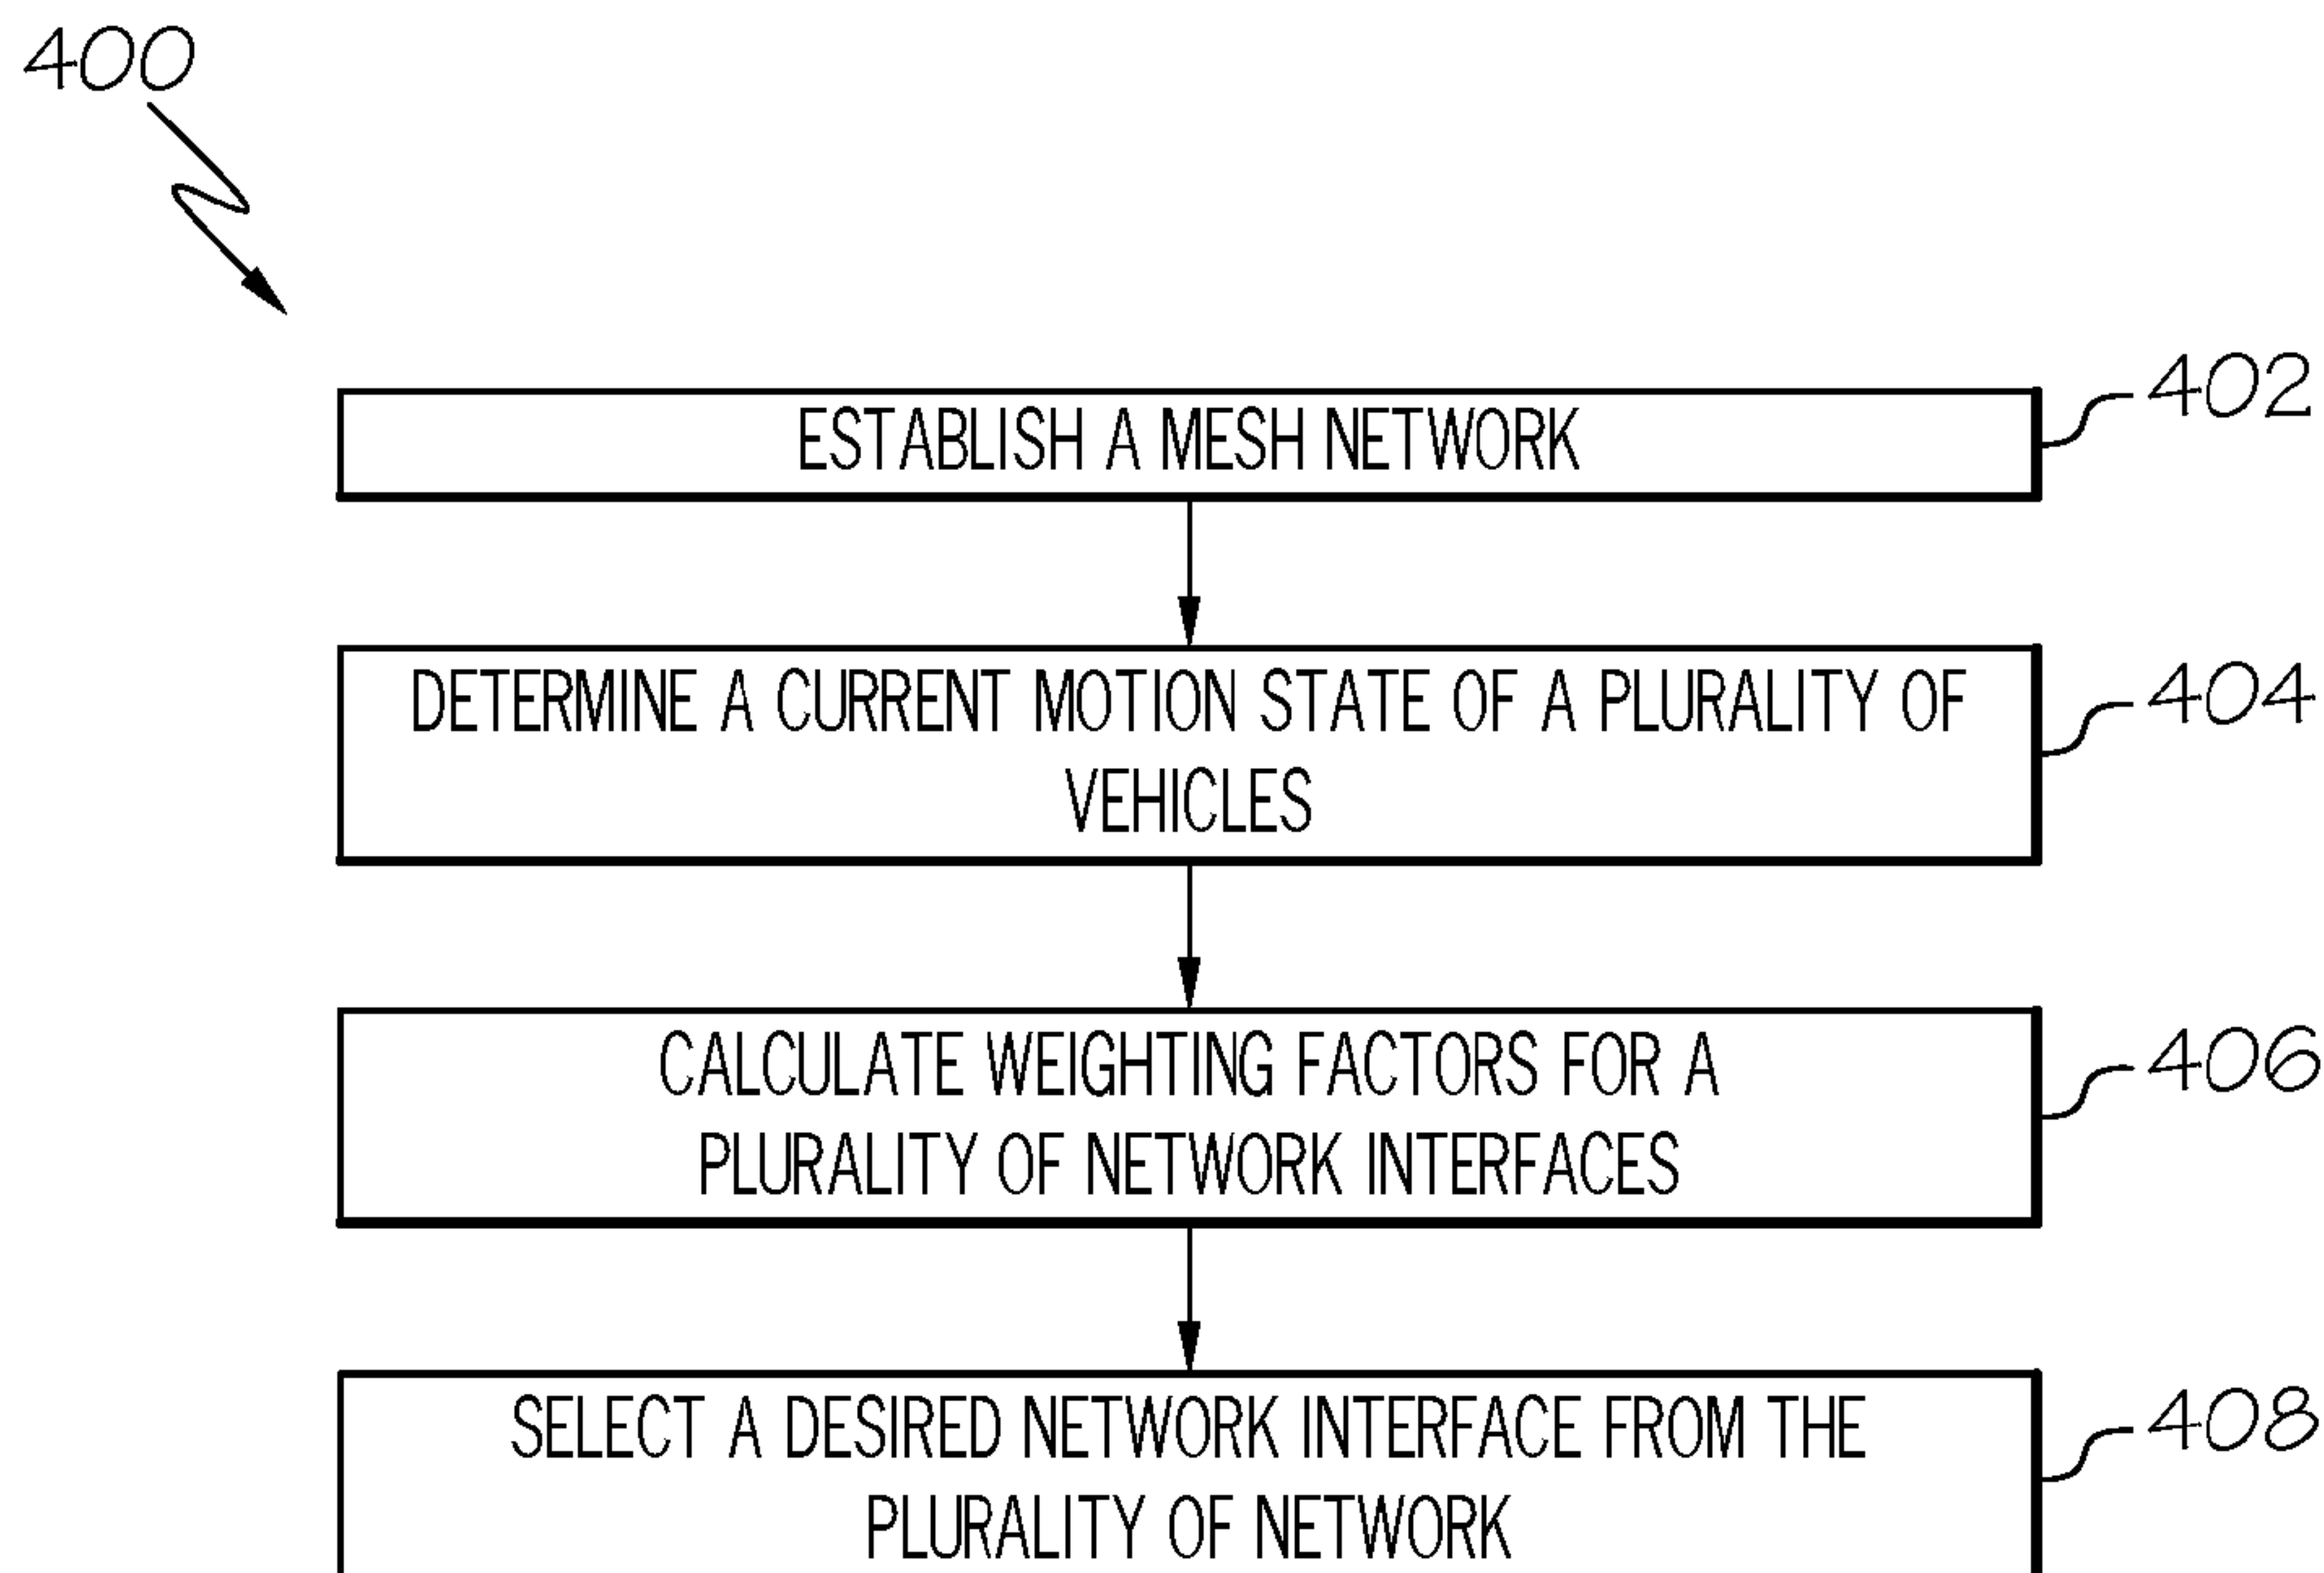 400
ESTABLISH A MESH NETWORK
402
DETERMINE A CURRENT MOTION STATE OF A PLURALITY OF
VEHICLES
404
CALCULATE WEIGHTING FACTORS FOR A
PLURALITY OF NETWORK INTERFACES
406
SELECT A DESIRED NETWORK INTERFACE FROM THE
PLURALITY OF NETWORK
408